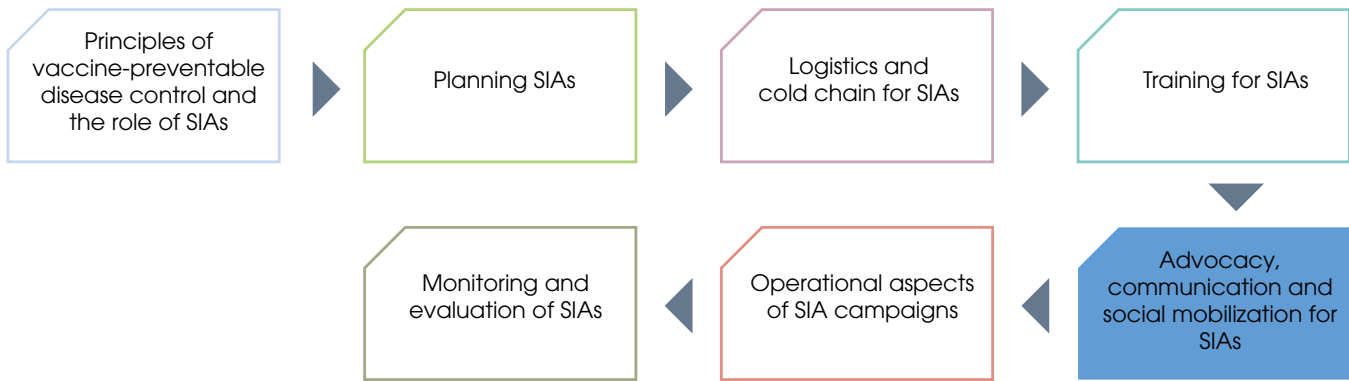 Principles of
vaccine-preventable
disease control and
the role of SIAs
Planning SIAs
Logistics and
cold chain for SIAs
Training for SIAs
Advocacy,
communication and
social mobilization for
SIAs
Operational aspects
of SIA campaigns
Monitoring and
evaluation of SIAs